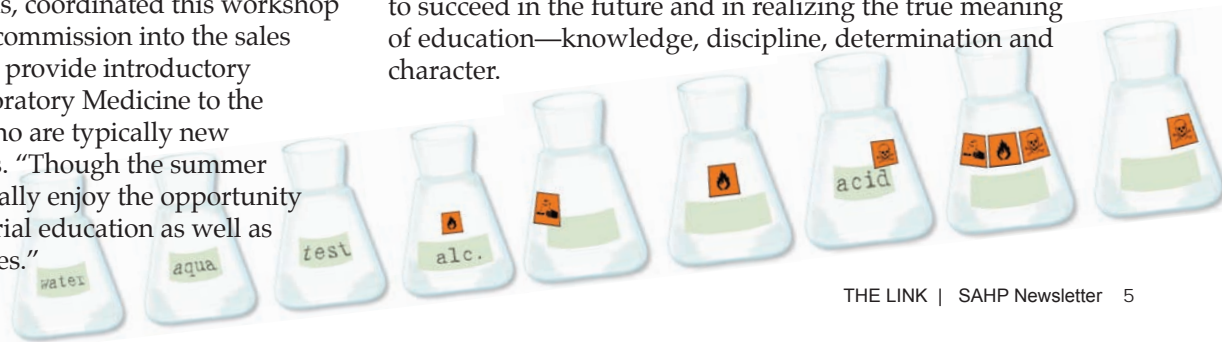 s, coordinated this workshop
commission into the sales
provide introductory
oratory Medicine to the
ho are typically new
s. “Though the summer
ally enjoy the opportunity
rial education as well as
es.”
to succeed in the future and in realizing the true meaning
of education—knowledge, discipline, determination and
character.
water
aqua
test
alc.
acid
THE LINK | SAHP Newsletter 5